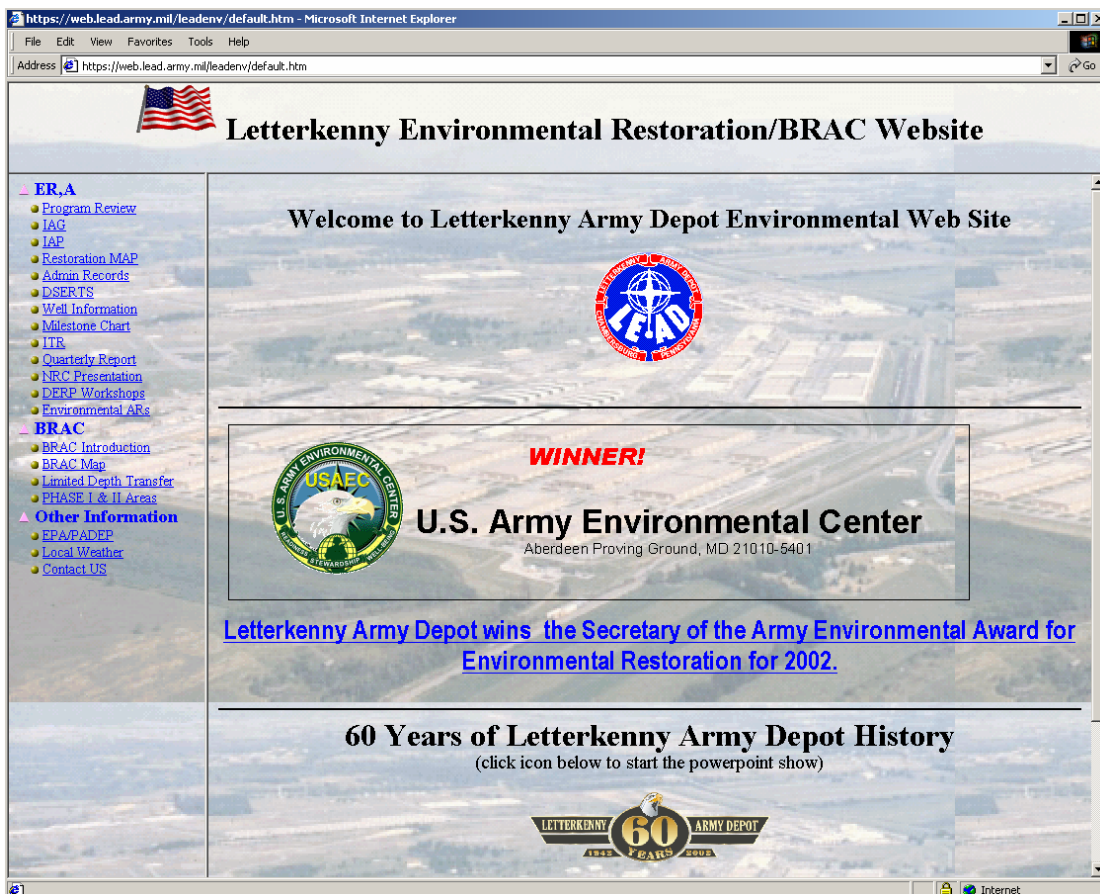 https://web.lead.army.mil/leadenv/default.htm - Microsoft Internet Explorer
File Edit View Favorites Tools Help
Address https://web.lead.army.mil/leadenv/default.htm Go
Letterkenny Environmental Restoration/BRAC Website
ER,A
Program Review
IAG
IAP
Restoration MAP
Admin Records
DSERTS
Well Information
Milestone Chart
ITR
Quarterly Report
NRC Presentation
DERP Workshops
Environmental ARs
BRAC
BRAC Introduction
BRAC Map
Limited Depth Transfer
PHASE I & II Areas
Other Information
EPA/PADEP
Local Weather
Contact US
Welcome to Letterkenny Army Depot Environmental Web Site
LETTERKENNY ARMY DEPOT
LEAD
CHAMBERSBURG, PENNSYLVANIA
WINNER!
U.S. ARMY ENVIRONMENTAL CENTER
USAEC
READINESS STEWARDSHIP WELL-BEING
U.S. Army Environmental Center
Aberdeen Proving Ground, MD 21010-5401
Letterkenny Army Depot wins the Secretary of the Army Environmental Award for
Environmental Restoration for 2002.
60 Years of Letterkenny Army Depot History
(click icon below to start the powerpoint show)
LETTERKENNY 60 ARMY DEPOT
1942 YEARS 2002
Internet